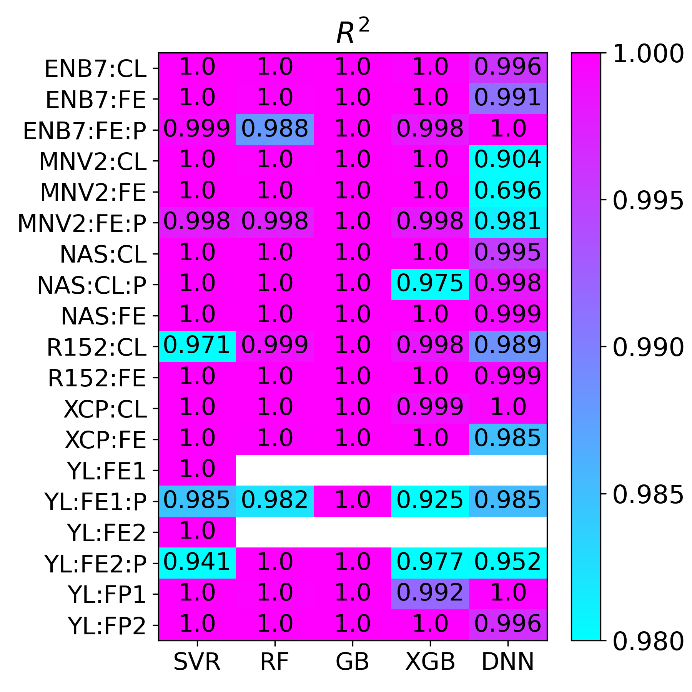 R²
ENB7:CL 1.0 1.0 1.0 1.0 0.996
ENB7:FE 1.0 1.0 1.0 1.0 0.991
ENB7:FE:P 0.999 0.988 1.0 0.998 1.0
MNV2:CL 1.0 1.0 1.0 1.0 0.904
MNV2:FE 1.0 1.0 1.0 1.0 0.696
MNV2:FE:P 0.998 0.998 1.0 0.998 0.981
NAS:CL 1.0 1.0 1.0 1.0 0.995
NAS:CL:P 1.0 1.0 1.0 0.975 0.998
NAS:FE 1.0 1.0 1.0 1.0 0.999
R152:CL 0.971 0.999 1.0 0.998 0.989
R152:FE 1.0 1.0 1.0 1.0 0.999
XCP:CL 1.0 1.0 1.0 0.999 1.0
XCP:FE 1.0 1.0 1.0 1.0 0.985
YL:FE1 1.0
YL:FE1:P 0.985 0.982 1.0 0.925 0.985
YL:FE2 1.0
YL:FE2:P 0.941 1.0 1.0 0.977 0.952
YL:FP1 1.0 1.0 1.0 0.992 1.0
YL:FP2 1.0 1.0 1.0 1.0 0.996
SVR RF GB XGB DNN
1.000
0.995
0.990
0.985
0.980